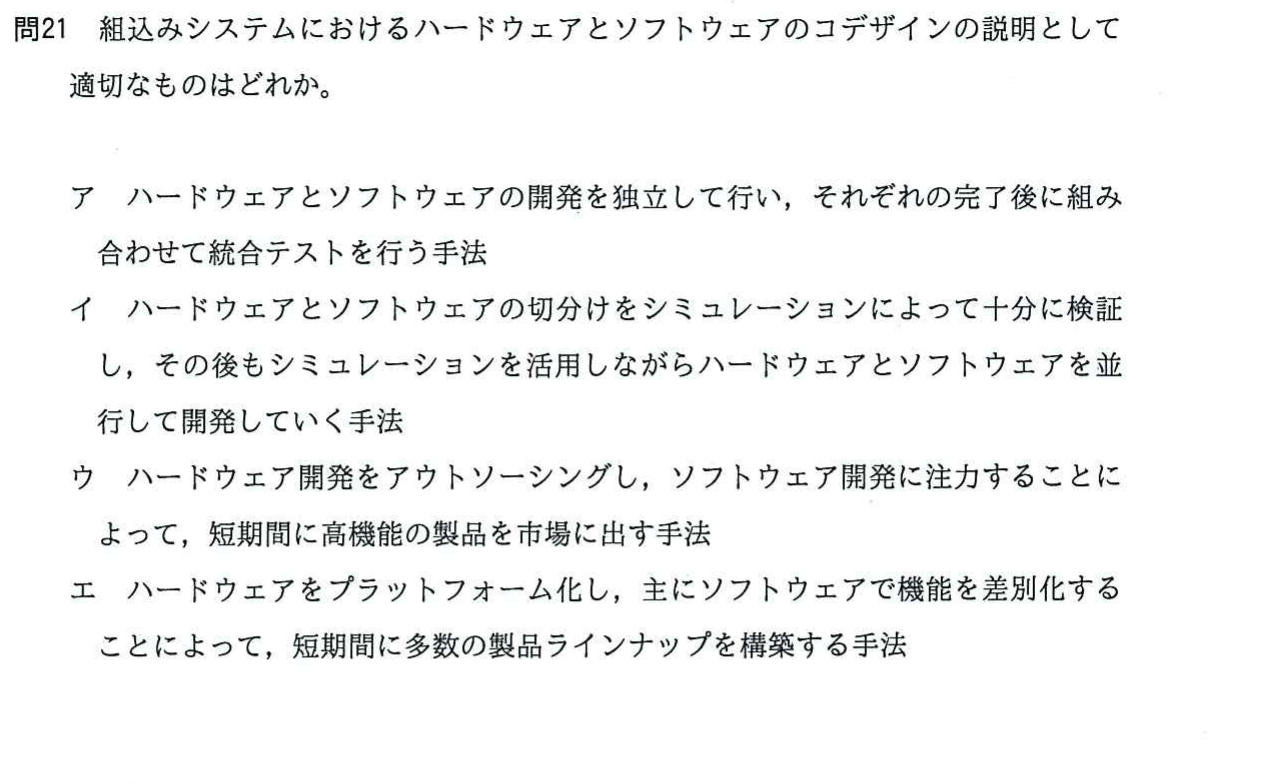 問21 組込みシステムにおけるハードウェアとソフトウェアのコデザインの説明として
適切なものはどれか。
ア ハードウェアとソフトウェアの開発を独立して行い，それぞれの完了後に組み
合わせて統合テストを行う手法
イ ハードウェアとソフトウェアの切分けをシミュレーションによって十分に検証
し，その後もシミュレーションを活用しながらハードウェアとソフトウェアを並
行して開発していく手法
ウ ハードウェア開発をアウトソーシングし，ソフトウェア開発に注力することに
よって，短期間に高機能の製品を市場に出す手法
エ ハードウェアをプラットフォーム化し，主にソフトウェアで機能を差別化する
ことによって，短期間に多数の製品ラインナップを構築する手法